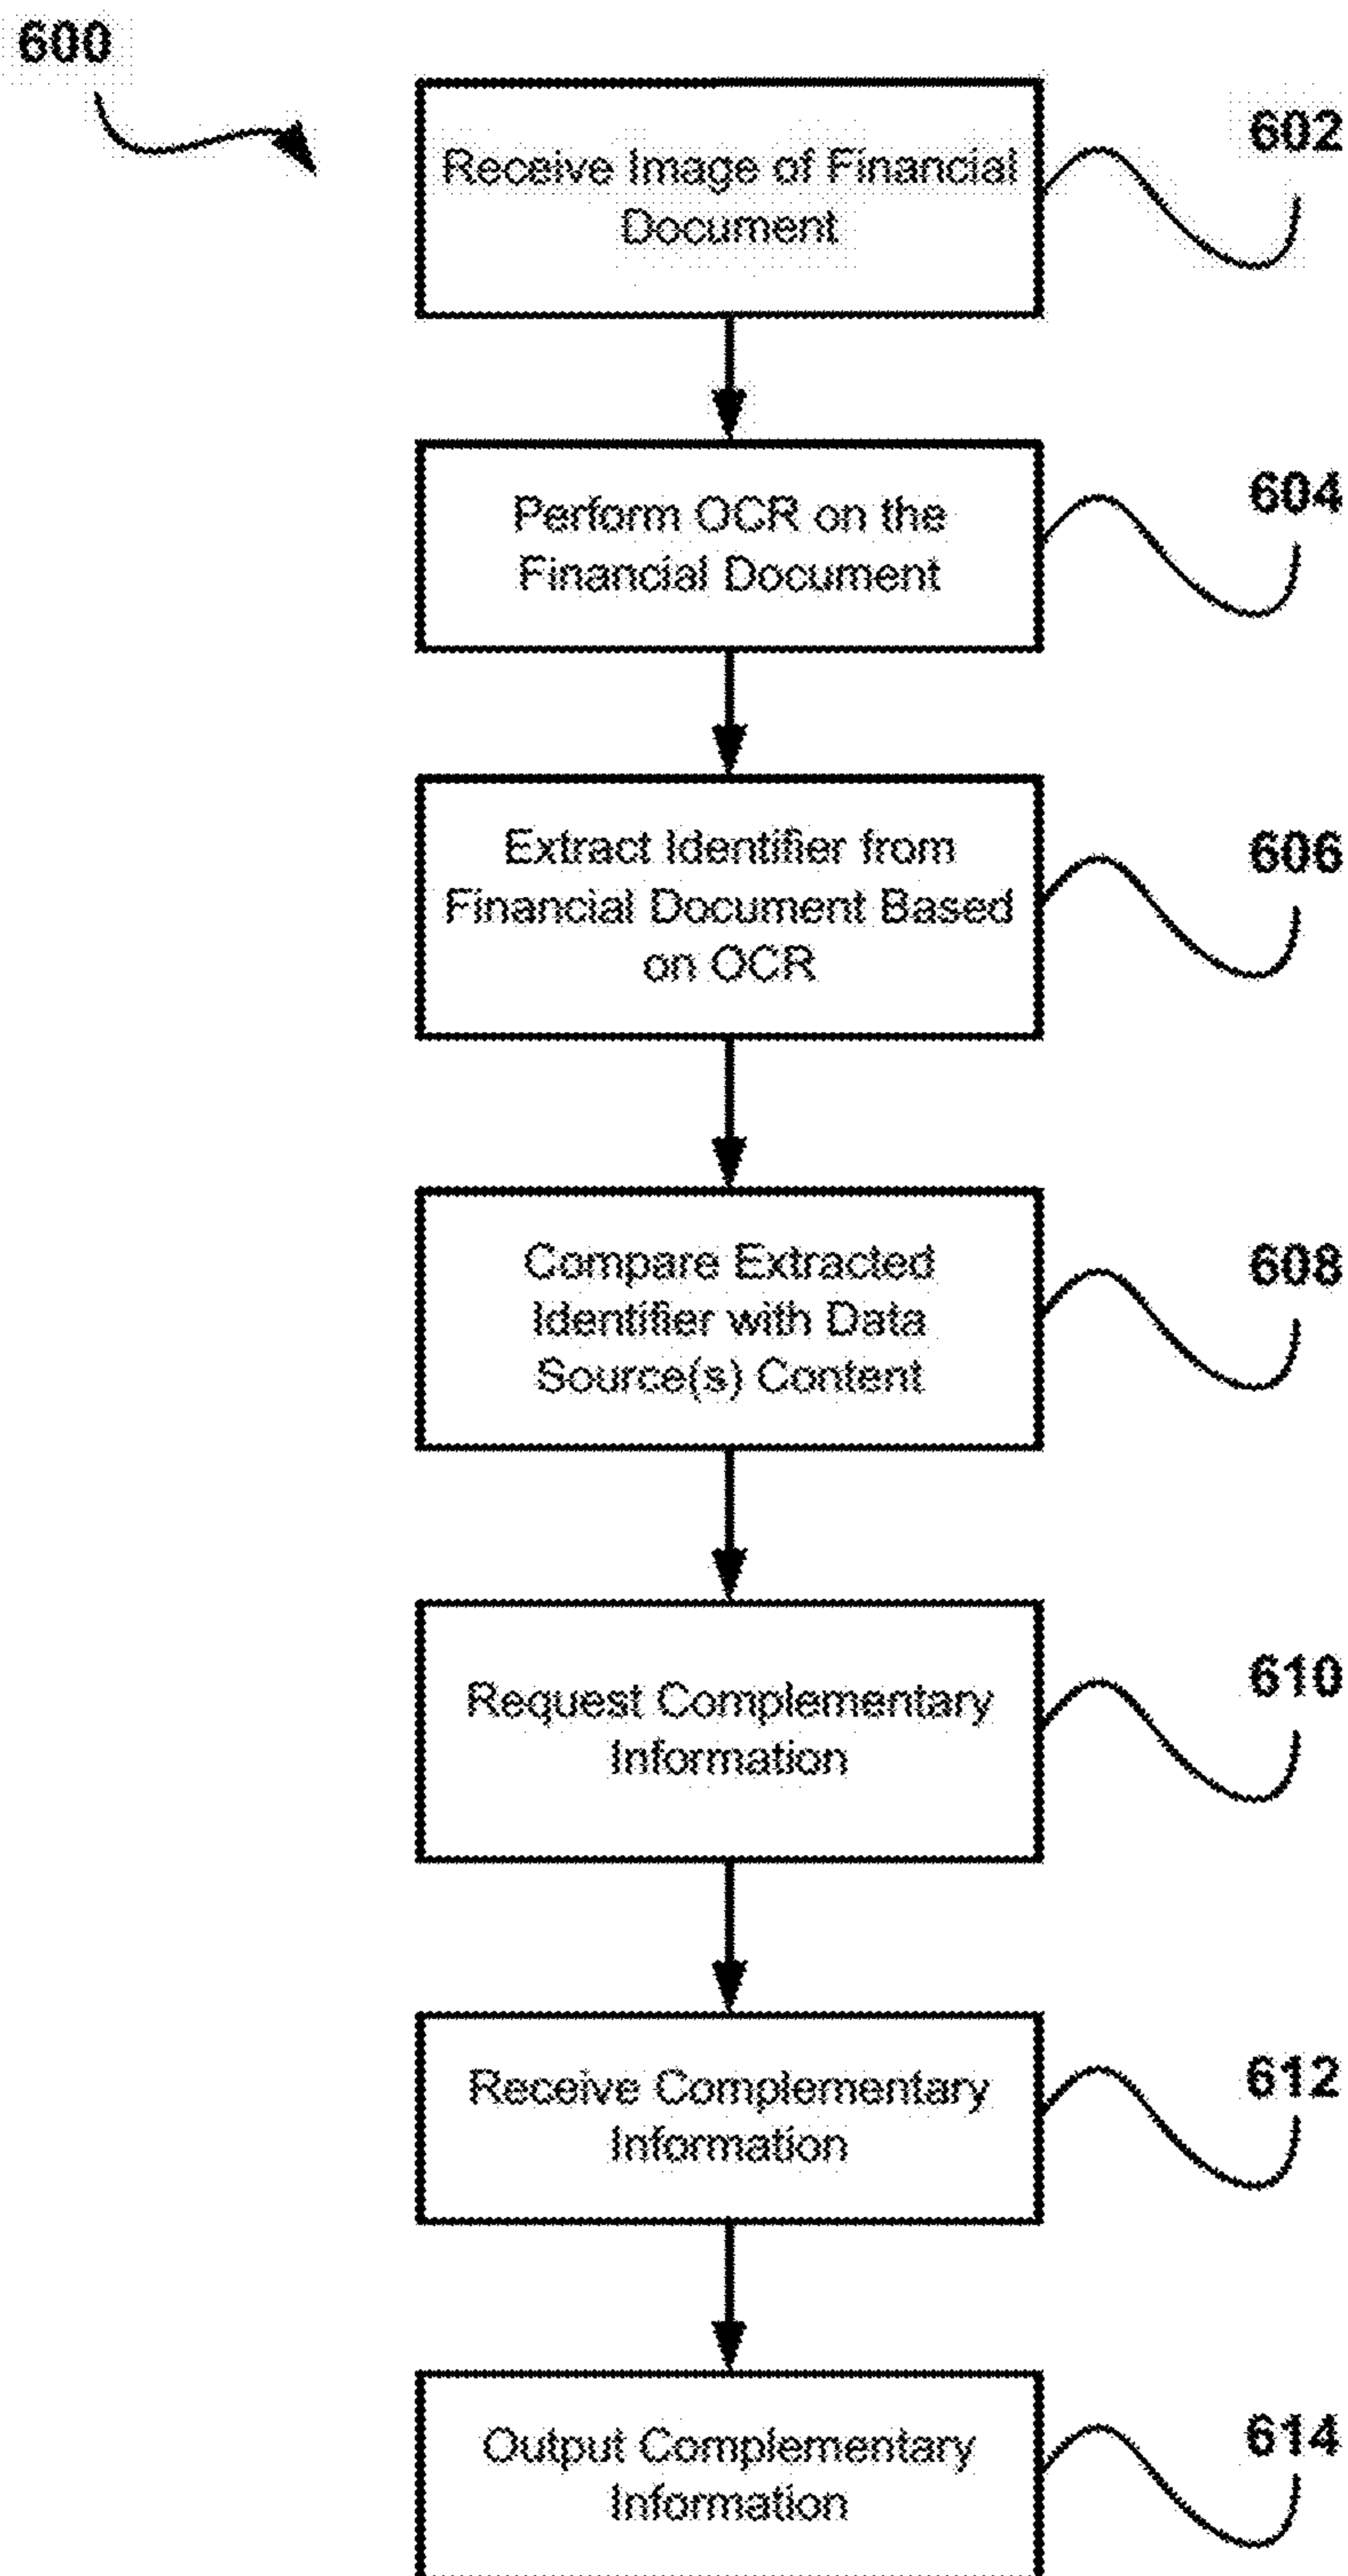 600
Receive Image of Financial
Document
602
Perform OCR on the
Financial Document
604
Extract Identifier from
Financial Document Based
on OCR
606
Compare Extracted
Identifier with Data
Source(s) Content
608
Request Complementary
Information
610
Receive Complementary
Information
612
Output Complementary
Information
614